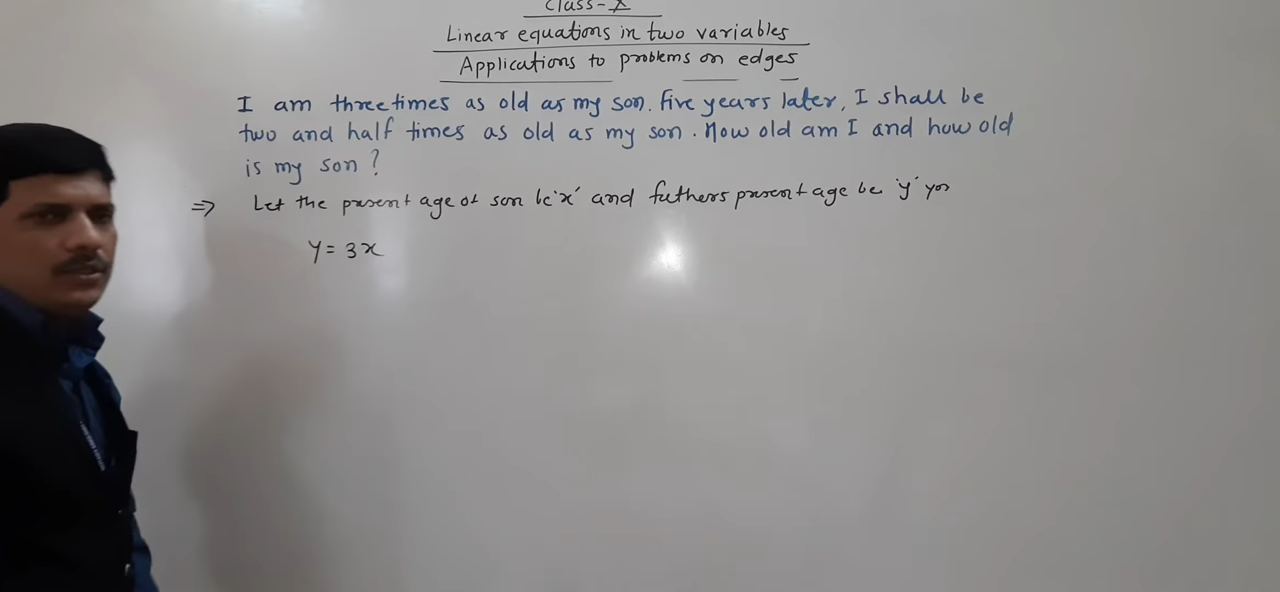 Class-X
Linear equations in two variables
Applications to problems on edges
I am three times as old as my son. Five years later, I shall be
two and half times as old as my son. How old am I and how old
is my son?
⇒ Let the present age of son be 'x' and fathers present age be 'y' yrs
y = 3x